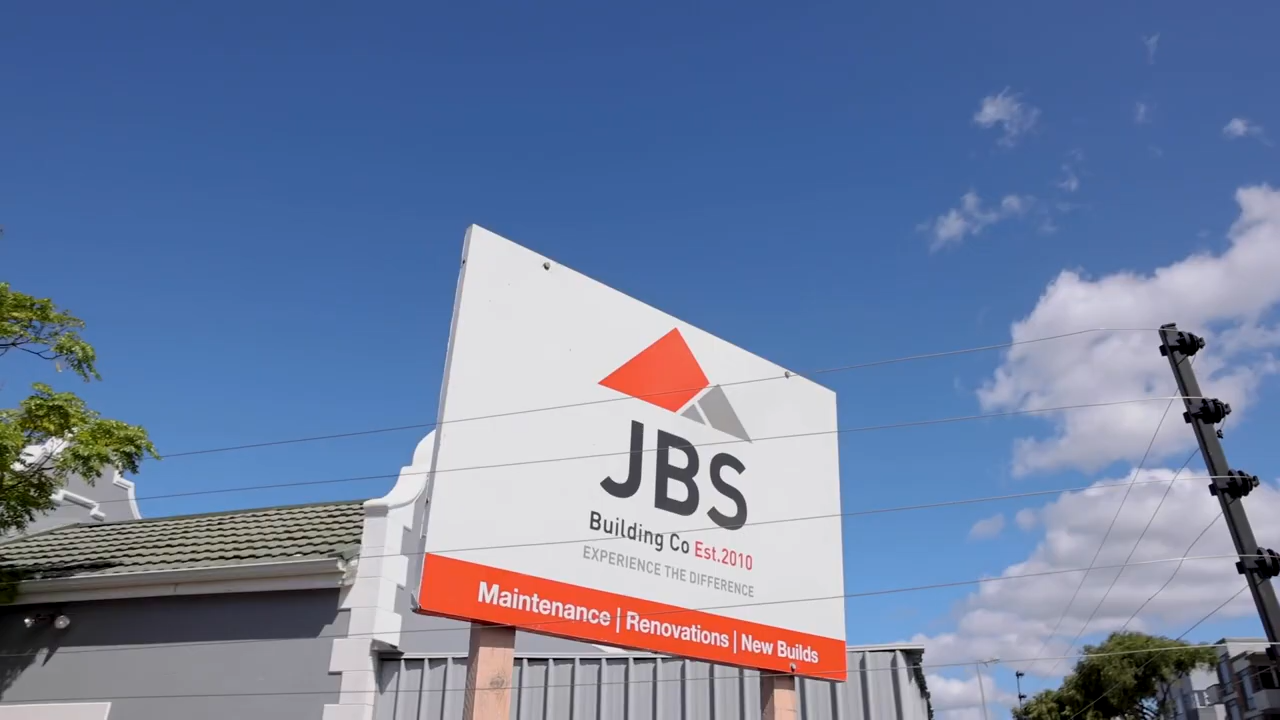 JBS
Building Co Est.2010
EXPERIENCE THE DIFFERENCE
Maintenance | Renovations | New Builds